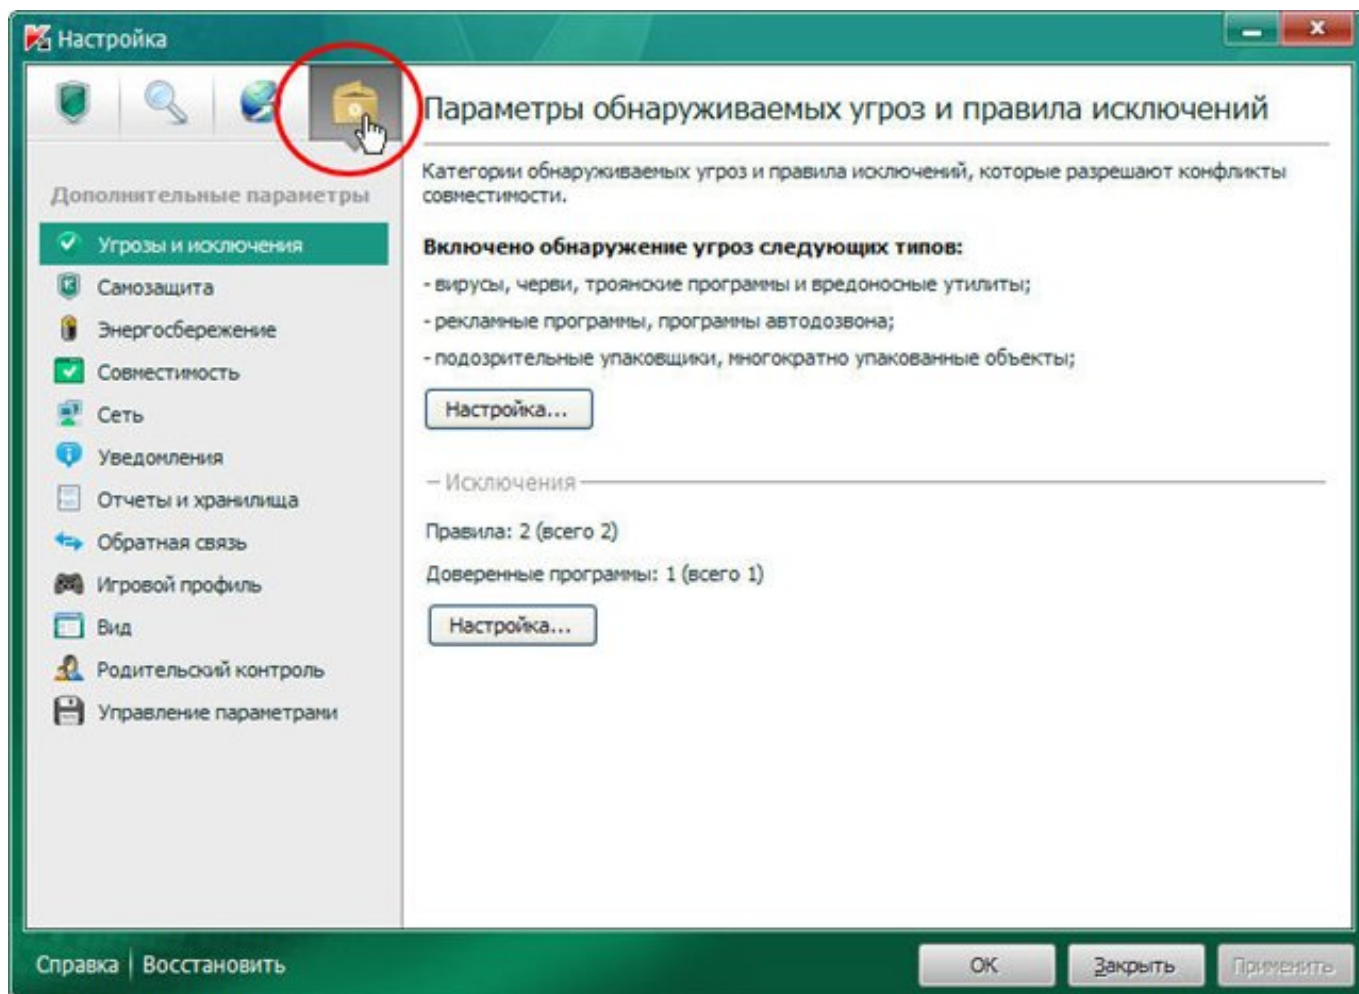 Настройка
Параметры обнаруживаемых угроз и правила исключений
Категории обнаруживаемых угроз и правила исключений, которые разрешают конфликты
совместимости.
Дополнительные параметры
Угрозы и исключения
Самозащита
Энергосбережение
Совместимость
Сеть
Уведомления
Отчеты и хранилища
Обратная связь
Игровой профиль
Вид
Родительский контроль
Управление параметрами
Включено обнаружение угроз следующих типов:
- вирусы, черви, троянские программы и вредоносные утилиты;
- рекламные программы, программы автодозвона;
- подозрительные упаковщики, многократно упакованные объекты;
Настройка...
Исключения
Правила: 2 (всего 2)
Доверенные программы: 1 (всего 1)
Настройка...
Справка | Восстановить
ОК
Закрыть
Применить